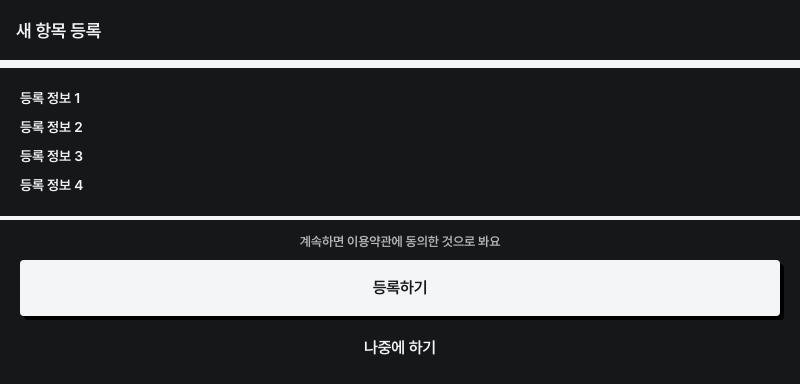 새 항목 등록
등록 정보 1
등록 정보 2
등록 정보 3
등록 정보 4
계속하면 이용약관에 동의한 것으로 봐요
등록하기
나중에 하기